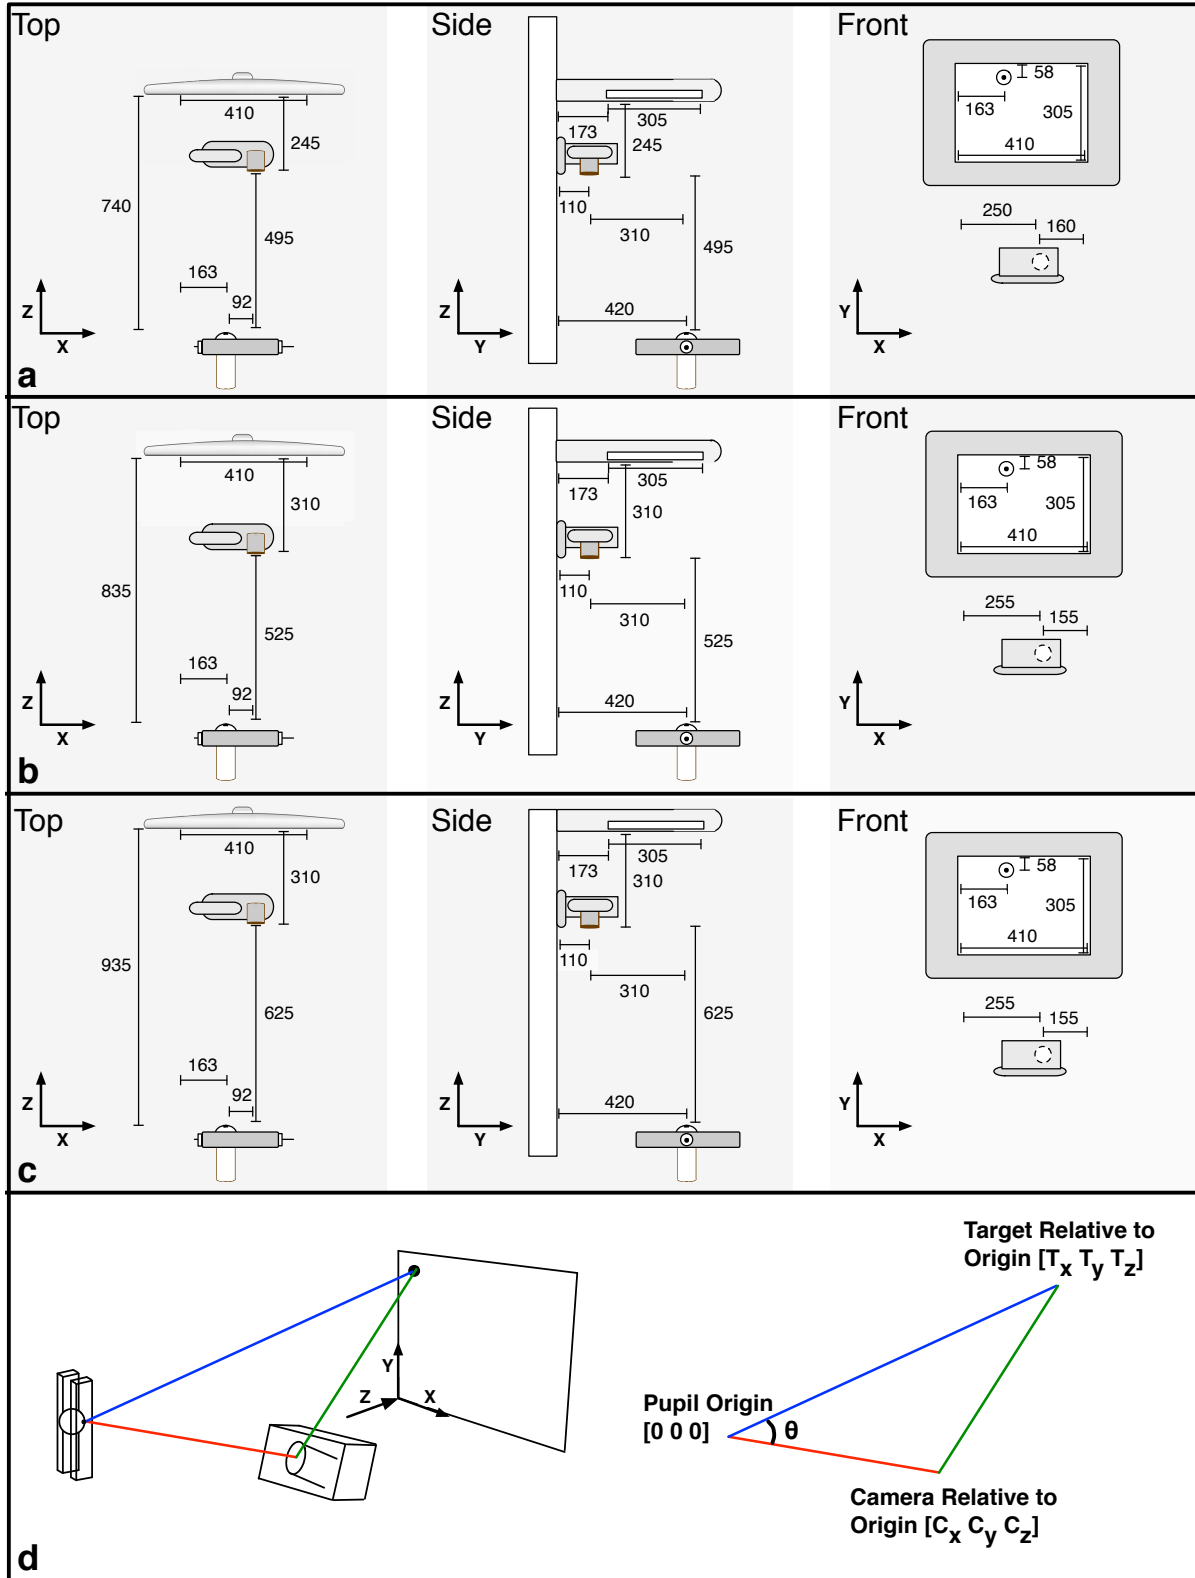 Top
Side
Front
410
245
740
495
163
92
Z
X
a
173
305
245
110
310
495
420
Z
Y
58
163
305
410
250
160
Y
X
Top
Side
Front
410
310
835
525
163
92
Z
X
b
173
305
310
110
310
525
420
Z
Y
58
163
305
410
255
155
Y
X
Top
Side
Front
410
310
935
625
163
92
Z
X
c
173
305
310
110
310
625
420
Z
Y
58
163
305
410
255
155
Y
X
Y
Z
X
d
Target Relative to
Origin [Tx Ty Tz]
Pupil Origin
[0 0 0]
θ
Camera Relative to
Origin [Cx Cy Cz]